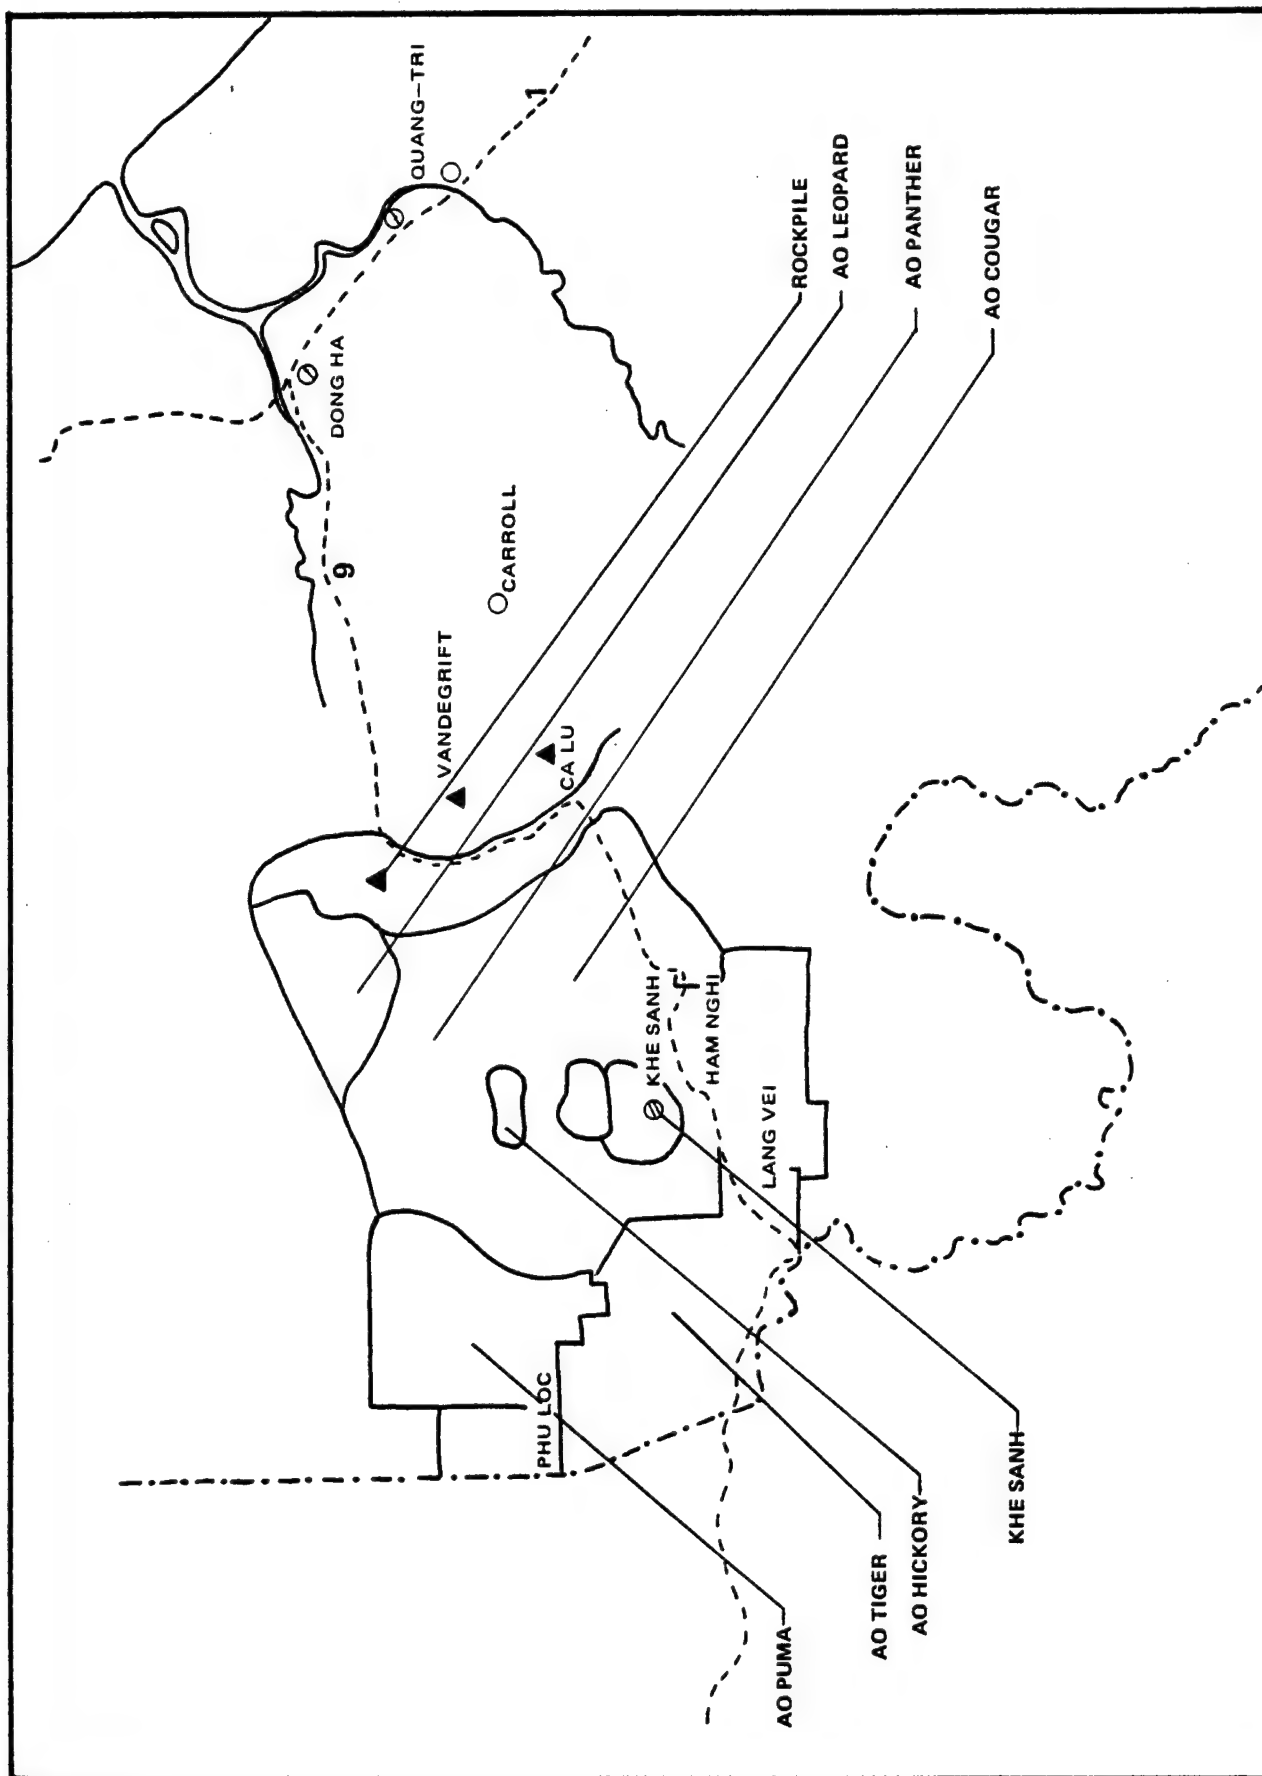 DONG HA
9
QUANG-TRI
VANDEGRIFT
CARROLL
1
PHU LOC
CA LU
KHE SANH
HAM NGHI
LANG VEI
AO PUMA
ROCKPILE
AO LEOPARD
AO TIGER
AO PANTHER
AO HICKORY
AO COUGAR
KHE SANH